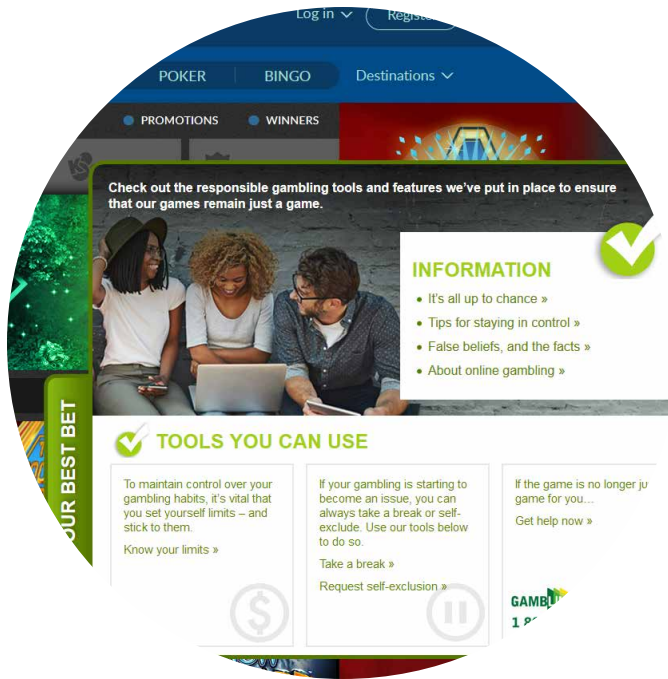 Log in
POKER
BINGO
Destinations
PROMOTIONS
WINNERS
Check out the responsible gambling tools and features we've put in place to ensure
that our games remain just a game.
INFORMATION
It's all up to chance »
Tips for staying in control »
False beliefs, and the facts »
About online gambling »
BEST BET
TOOLS YOU CAN USE
To maintain control over your
gambling habits, it's vital that
you set yourself limits – and
stick to them.
Know your limits »
If your gambling is starting to
become an issue, you can
always take a break or self-
exclude. Use our tools below
to do so.
Take a break »
Request self-exclusion »
If the game is no longer
game for you...
Get help now »